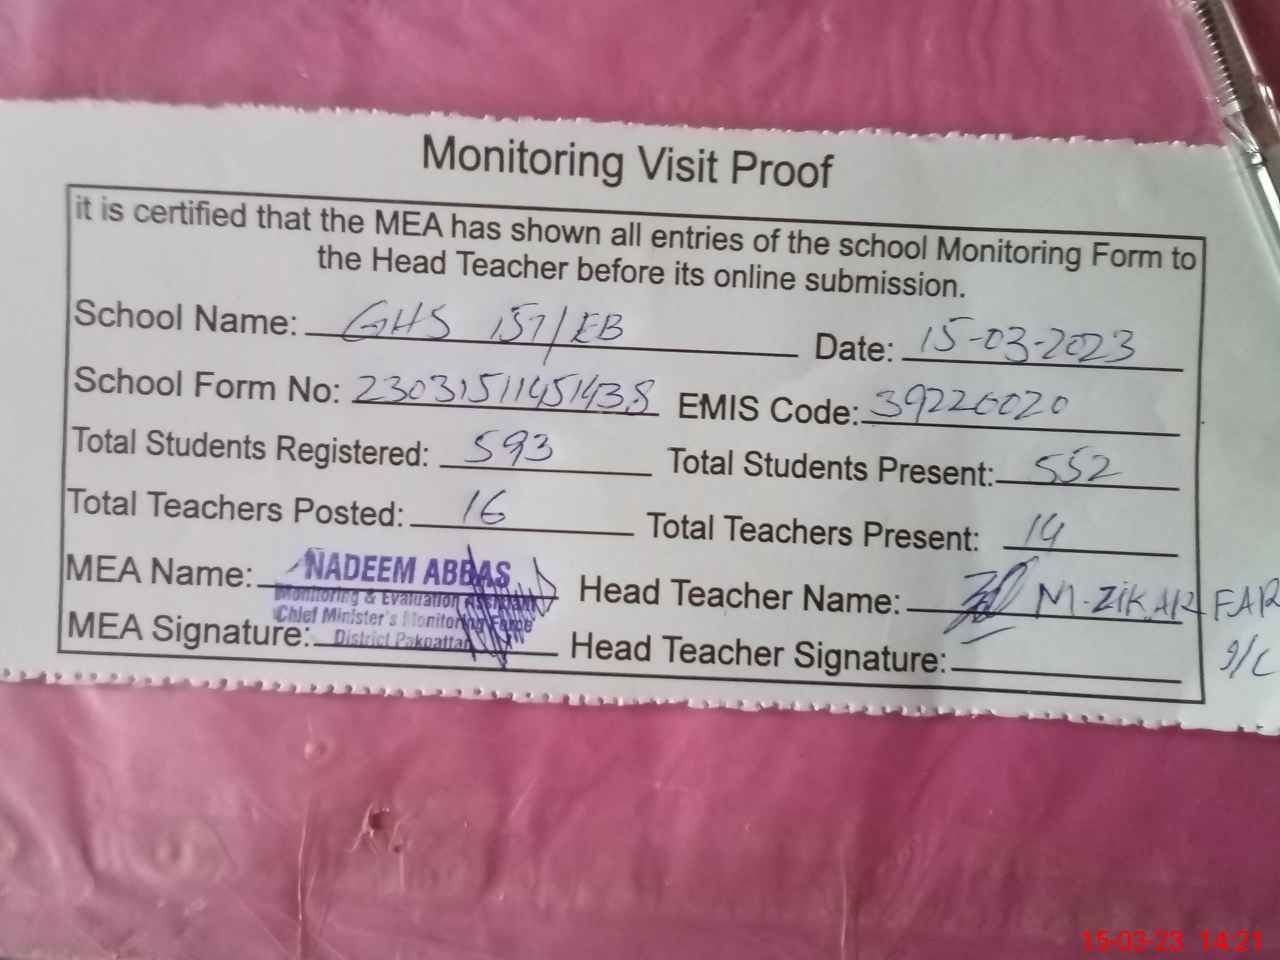 Monitoring Visit Proof
it is certified that the MEA has shown all entries of the school Monitoring Form to
the Head Teacher before its online submission.
School Name: GHS 157/EB Date: 15-03-2023
School Form No: EMIS Code: 39220020
Total Students Registered: 593 Total Students Present: 552
Total Teachers Posted: 16 Total Teachers Present: 14
MEA Name: NADEEM ABBAS Head Teacher Name: M. ZIKAR FAR
Monitoring & Evaluation Assistant
Chief Minister's Monitoring Force
MEA Signature: District Pakpattan Head Teacher Signature: I/C
15-03-23 14:21